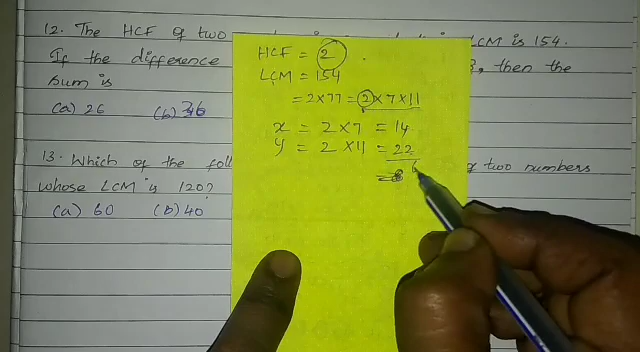 12. The HCF of two
LCM is 154.
If the difference
, then the
sum is
(a) 26 (b) 36
13. Which of the foll
of two numbers
whose LCM is 120?
(a) 60 (b) 40
HCF = 2
LCM = 154
= 2×77 = 2×7×11
x = 2×7 = 14
y = 2×11 = 22